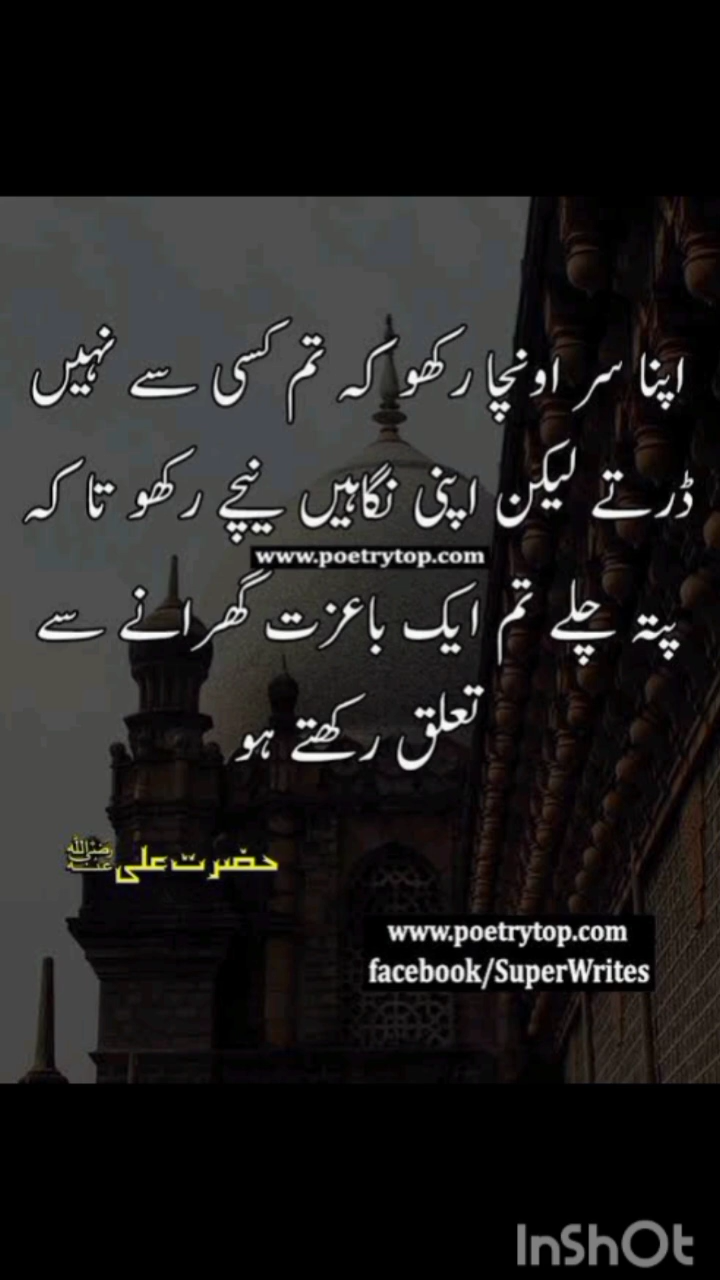 اپنا سر اونچا رکھو کہ تم کسی سے نہیں
ڈرتے لیکن اپنی نگاہیں نیچے رکھو تا کہ
www.poetrytop.com
پتہ چلے تم ایک باعزت گھرانے سے
تعلق رکھتے ہو
حضرت علی رضی اللہ عنہ
www.poetrytop.com
facebook/SuperWrites
InShOt